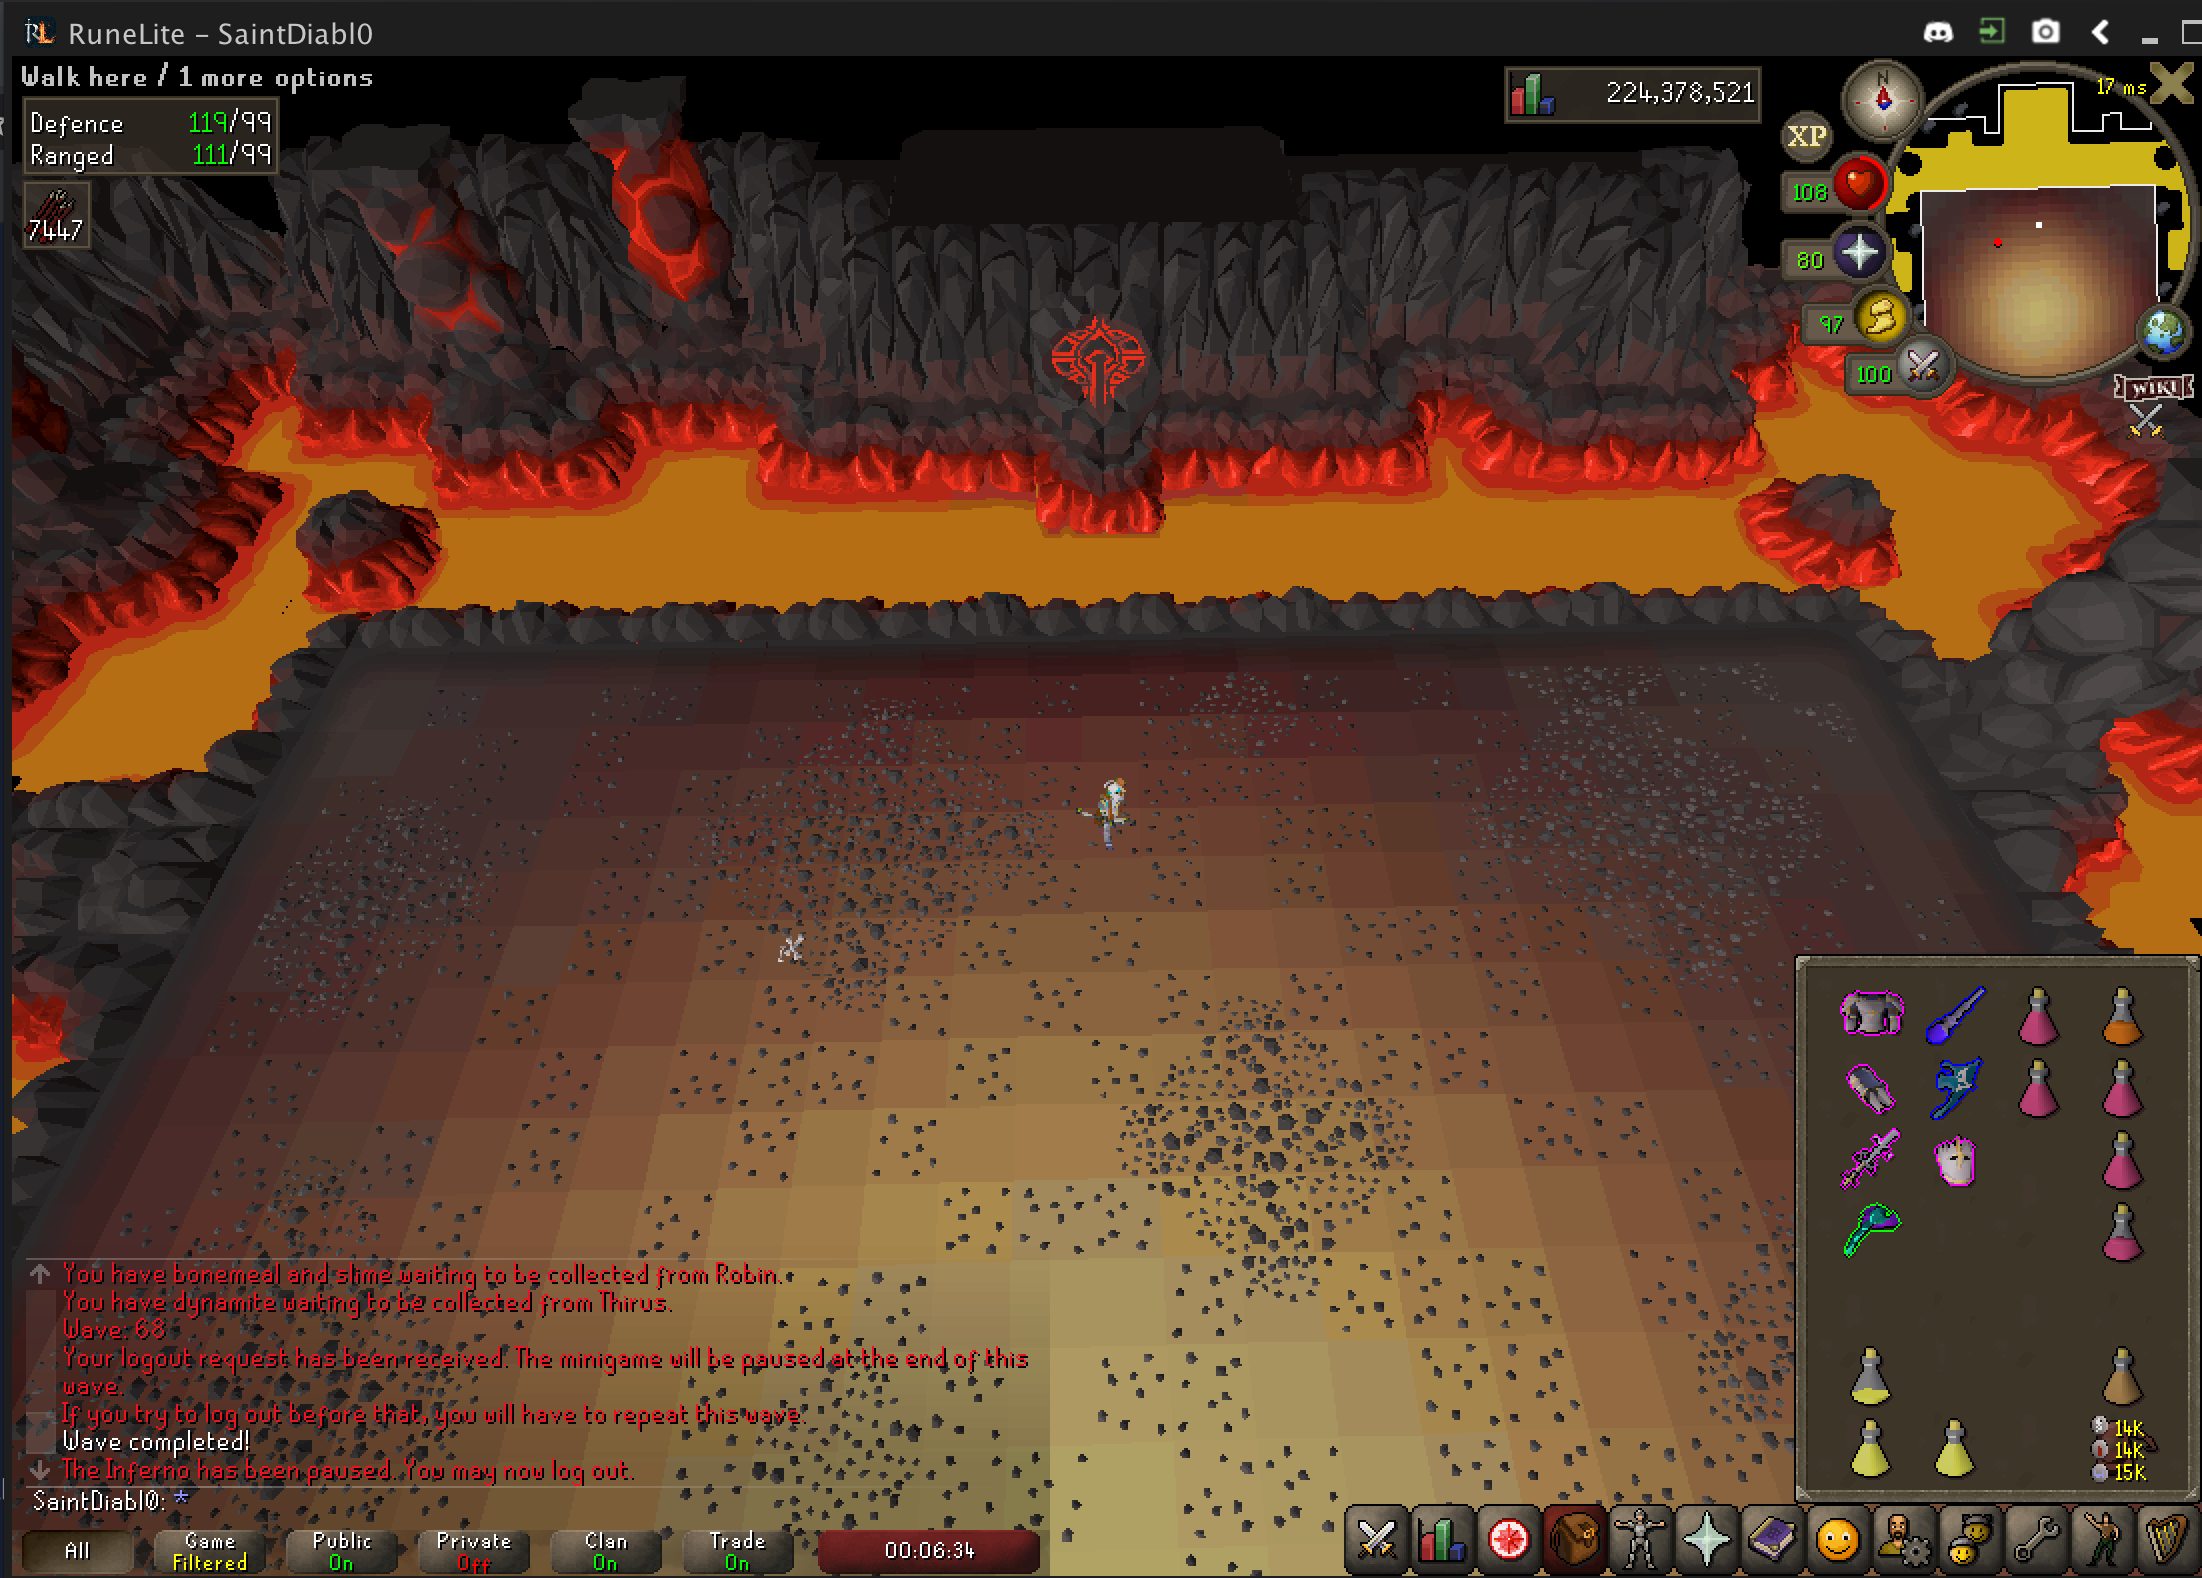 RuneLite - SaintDiabl0
Walk here / 1 more options
Defence 119/99
Ranged 111/99
7447
224,378,521
N
17 ms
XP
108
80
97
100
WIKI
You have bonemeal and slime waiting to be collected from Robin.
You have dynamite waiting to be collected from Thirus.
Wave: 68
Your logout request has been received. The minigame will be paused at the end of this
wave.
If you try to log out before that, you will have to repeat this wave.
Wave completed!
The Inferno has been paused. You may now log out.
SaintDiabl0: *
14K
14K
15K
All
Game
Filtered
Public
On
Private
Off
Clan
On
Trade
On
00:06:34